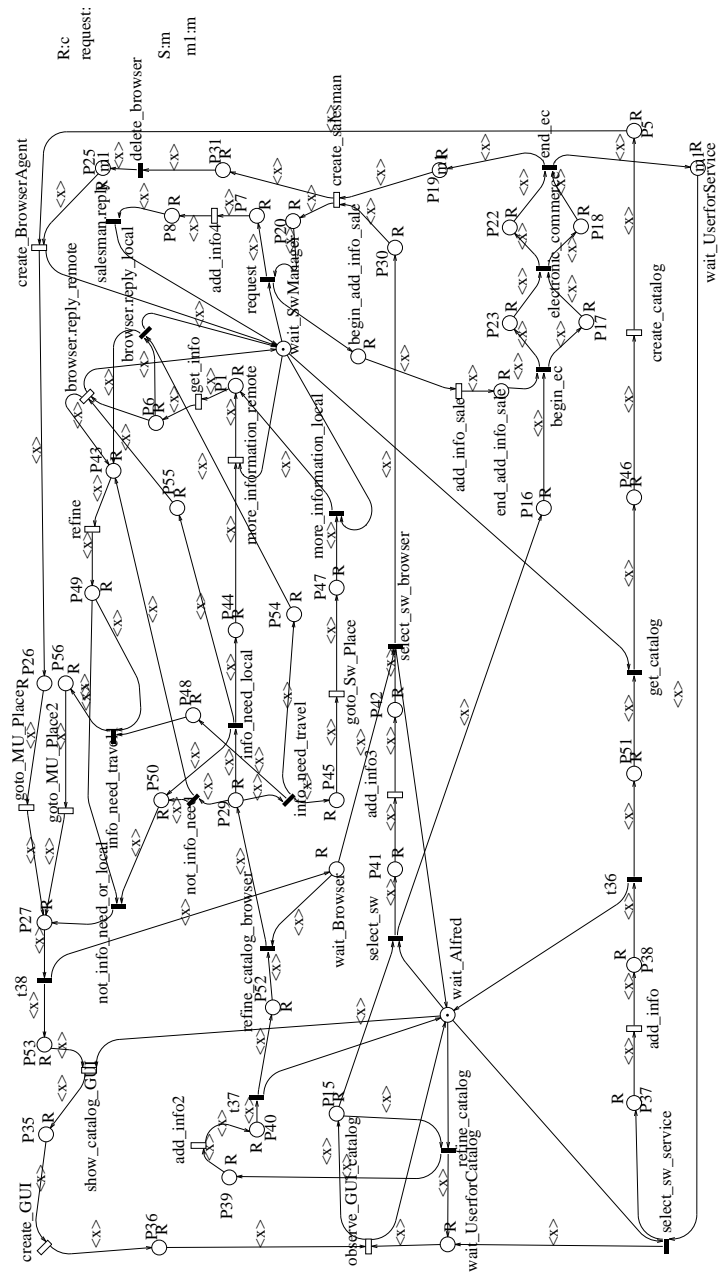 R:c
request:
S:m
m1:m
create_BrowserAgent
P25
m1
R
delete_browser
<x>
P31
R
create_salesman
P19
m1R
end_ec
P5
R
wait_UserforService
m1R
salesman.reply
P8
R
add_info4
P7
R
P20
R
request
begin_add_info_sale
R
P30
R
P22
R
P18
R
electronic_commerce
P23
R
P17
R
begin_ec
create_catalog
browser.reply_remote
browser.reply_local
wait_SwManager
get_info
P6
R
P1
R
add_info_sale
end_add_info_sale
R
P43
R
refine
P55
R
more_information_remote
more_information_local
P16
R
P46
R
P49
R
P44
R
P54
R
P47
R
select_sw_browser
P26
R
P56
R
goto_MU_Place
goto_MU_Place2
info_need_travel
P48
R
info_need_local
goto_Sw_Place
P42
R
get_catalog
P50
R
not_info_need
P29
R
info_need_travel
P45
R
add_info3
P51
R
P27
R
not_info_need_or_local
wait_Browser
R
P41
R
select_sw
t36
t38
refine_catalog_browser
P52
R
wait_Alfred
P38
R
P53
R
show_catalog_GUI
t37
P40
R
P15
R
add_info
P35
R
add_info2
P39
R
refine_catalog
P37
R
create_GUI
P36
R
observe_GUI_catalog
wait_UserforCatalog
R
select_sw_service